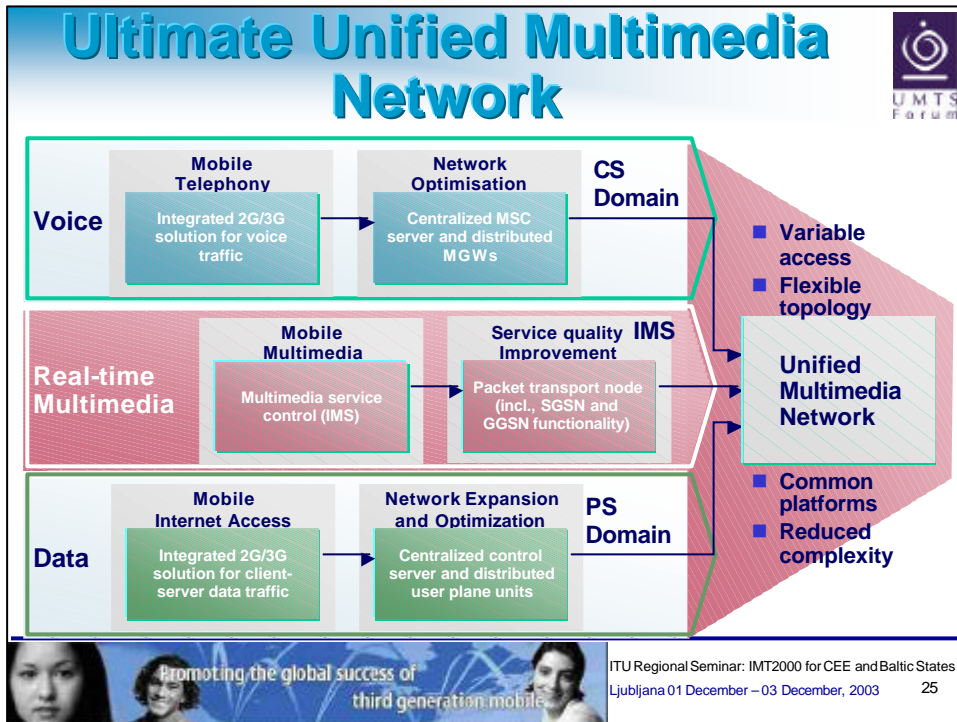 Ultimate Unified Multimedia
Network
UMTS
Forum
Voice
Mobile
Telephony
Integrated 2G/3G
solution for voice
traffic
Network
Optimisation
Centralized MSC
server and distributed
MGWs
CS
Domain
Real-time
Multimedia
Mobile
Multimedia
Multimedia service
control (IMS)
Service quality
Improvement
IMS
Packet transport node
(incl., SGSN and
GGSN functionality)
Data
Mobile
Internet Access
Integrated 2G/3G
solution for client-
server data traffic
Network Expansion
and Optimization
Centralized control
server and distributed
user plane units
PS
Domain
■ Variable
access
■ Flexible
topology
Unified
Multimedia
Network
■ Common
platforms
■ Reduced
complexity
Promoting the global success of
third generation mobile
ITU Regional Seminar: IMT2000 for CEE and Baltic States
Ljubljana 01 December – 03 December, 2003
25